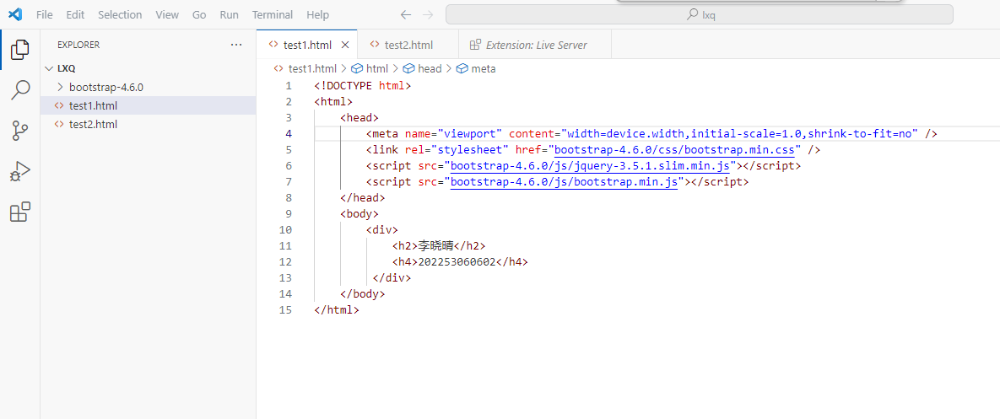 File Edit Selection View Go Run Terminal Help
lxq
EXPLORER
LXQ
bootstrap-4.6.0
test1.html
test2.html
test1.html
test2.html
Extension: Live Server
test1.html > html > head > meta
1 <!DOCTYPE html>
2 <html>
3 <head>
4 <meta name="viewport" content="width=device.width,initial-scale=1.0,shrink-to-fit=no" />
5 <link rel="stylesheet" href="bootstrap-4.6.0/css/bootstrap.min.css" />
6 <script src="bootstrap-4.6.0/js/jquery-3.5.1.slim.min.js"></script>
7 <script src="bootstrap-4.6.0/js/bootstrap.min.js"></script>
8 </head>
9 <body>
10 <div>
11 <h2>李晓晴</h2>
12 <h4>202253060602</h4>
13 </div>
14 </body>
15 </html>